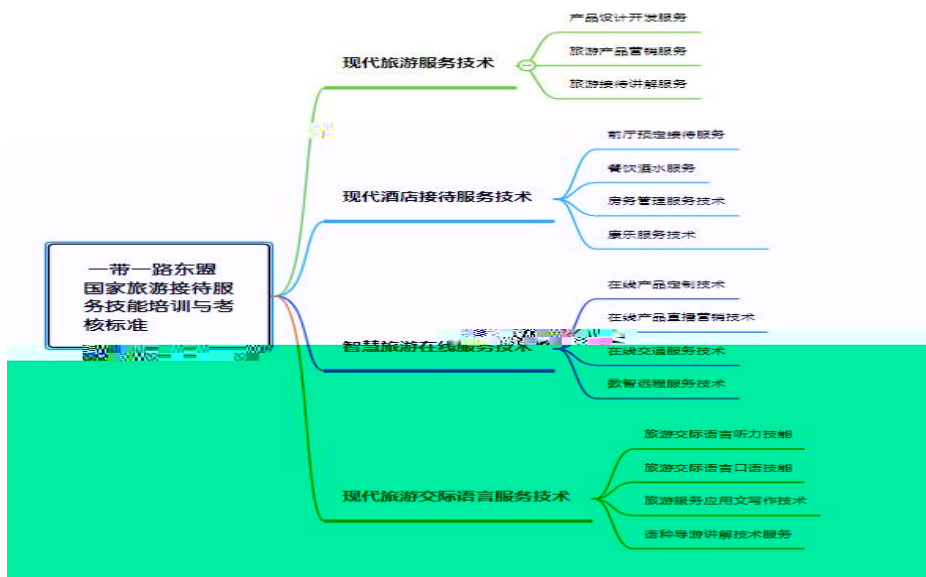 一带一路东盟
国家旅游接待服
务技能培训与考
核标准
现代旅游服务技术
产品设计开发服务
旅游产品营销服务
旅游接待讲解服务
现代酒店接待服务技术
前厅预定接待服务
餐饮酒水服务
房务管理服务技术
康乐服务技术
智慧旅游在线服务技术
在线产品定制技术
在线产品直播营销技术
在线交通服务技术
数智远程服务技术
现代旅游交际语言服务技术
旅游交际语言听力技能
旅游交际语言口语技能
旅游服务应用文写作技术
语种导游讲解技术服务